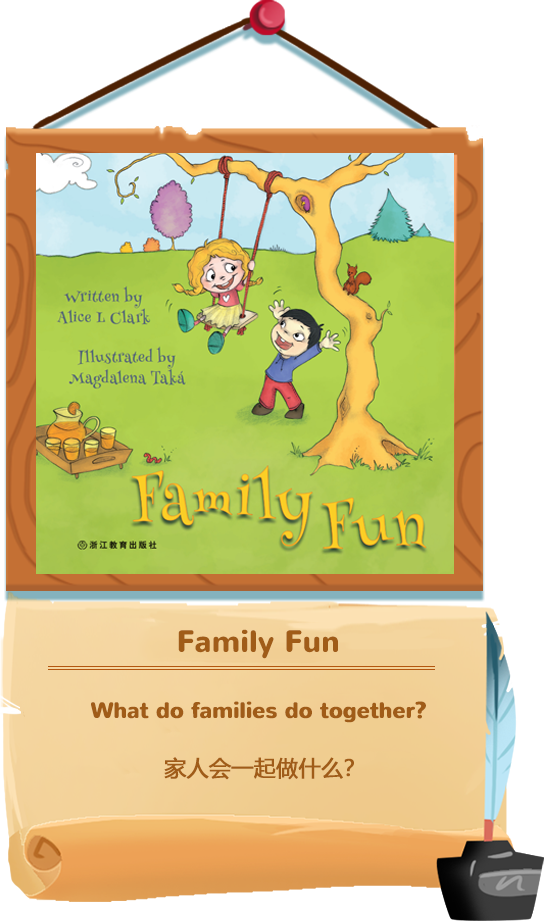 Written by
Alice L Clark
Illustrated by
Magdalena Taká
Family Fun
浙江教育出版社
Family Fun
What do families do together?
家人会一起做什么?